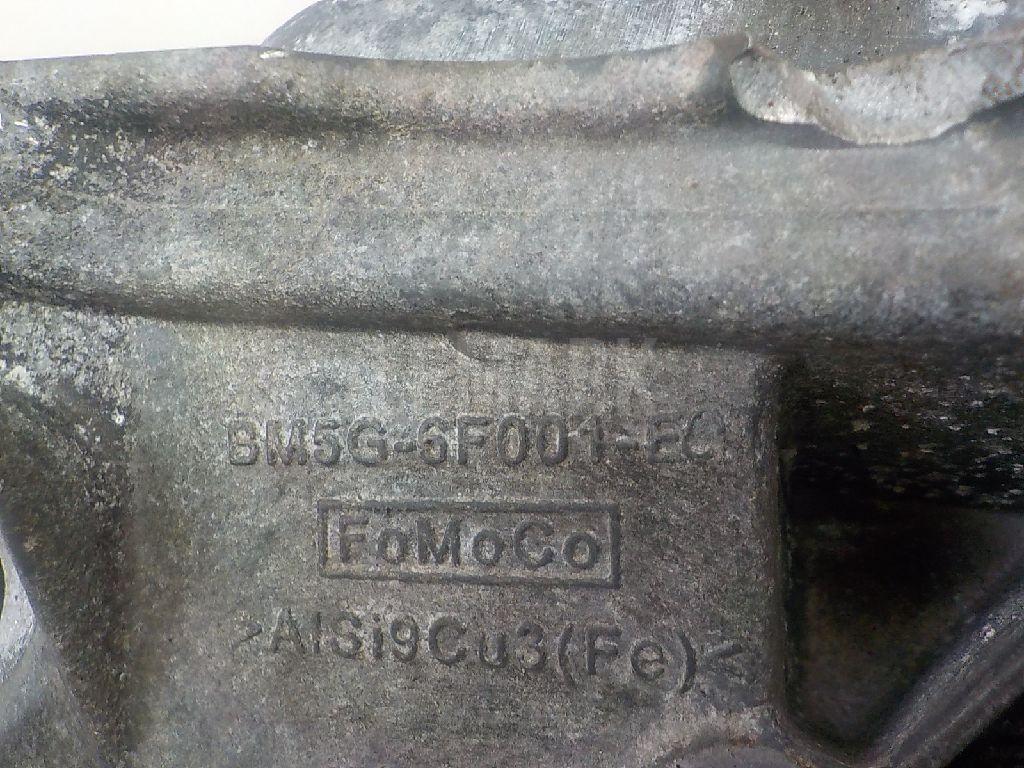 BM5G-6F001-EC
FoMoCo
>AlSi9Cu3(Fe)<